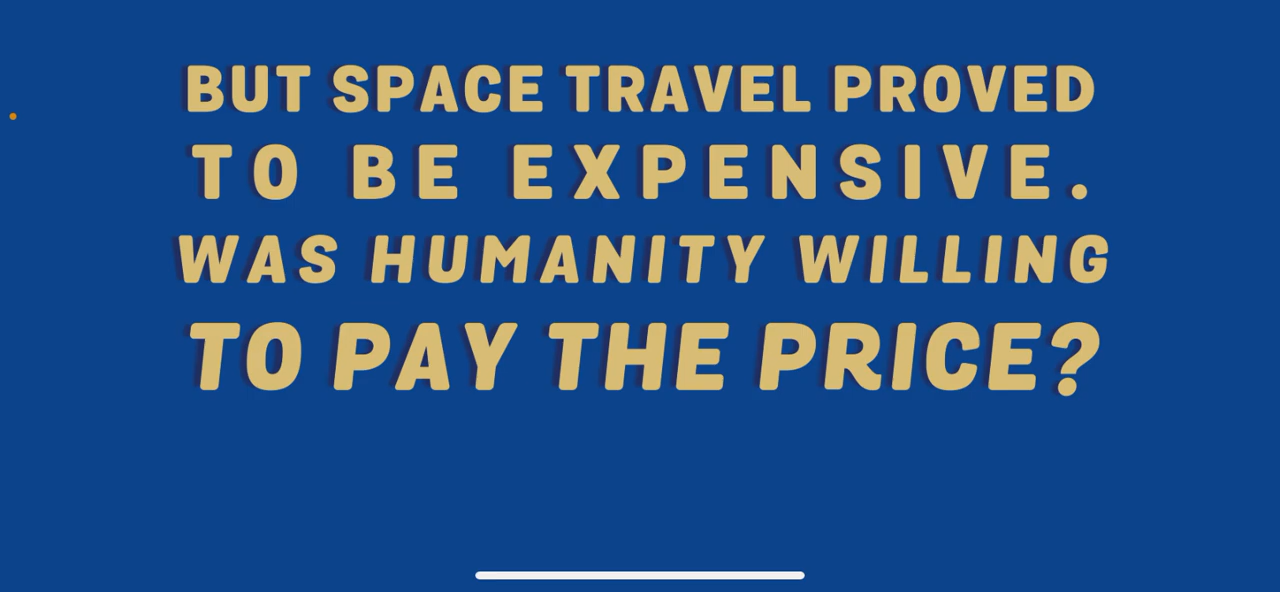 BUT SPACE TRAVEL PROVED
TO BE EXPENSIVE.
WAS HUMANITY WILLING
TO PAY THE PRICE?